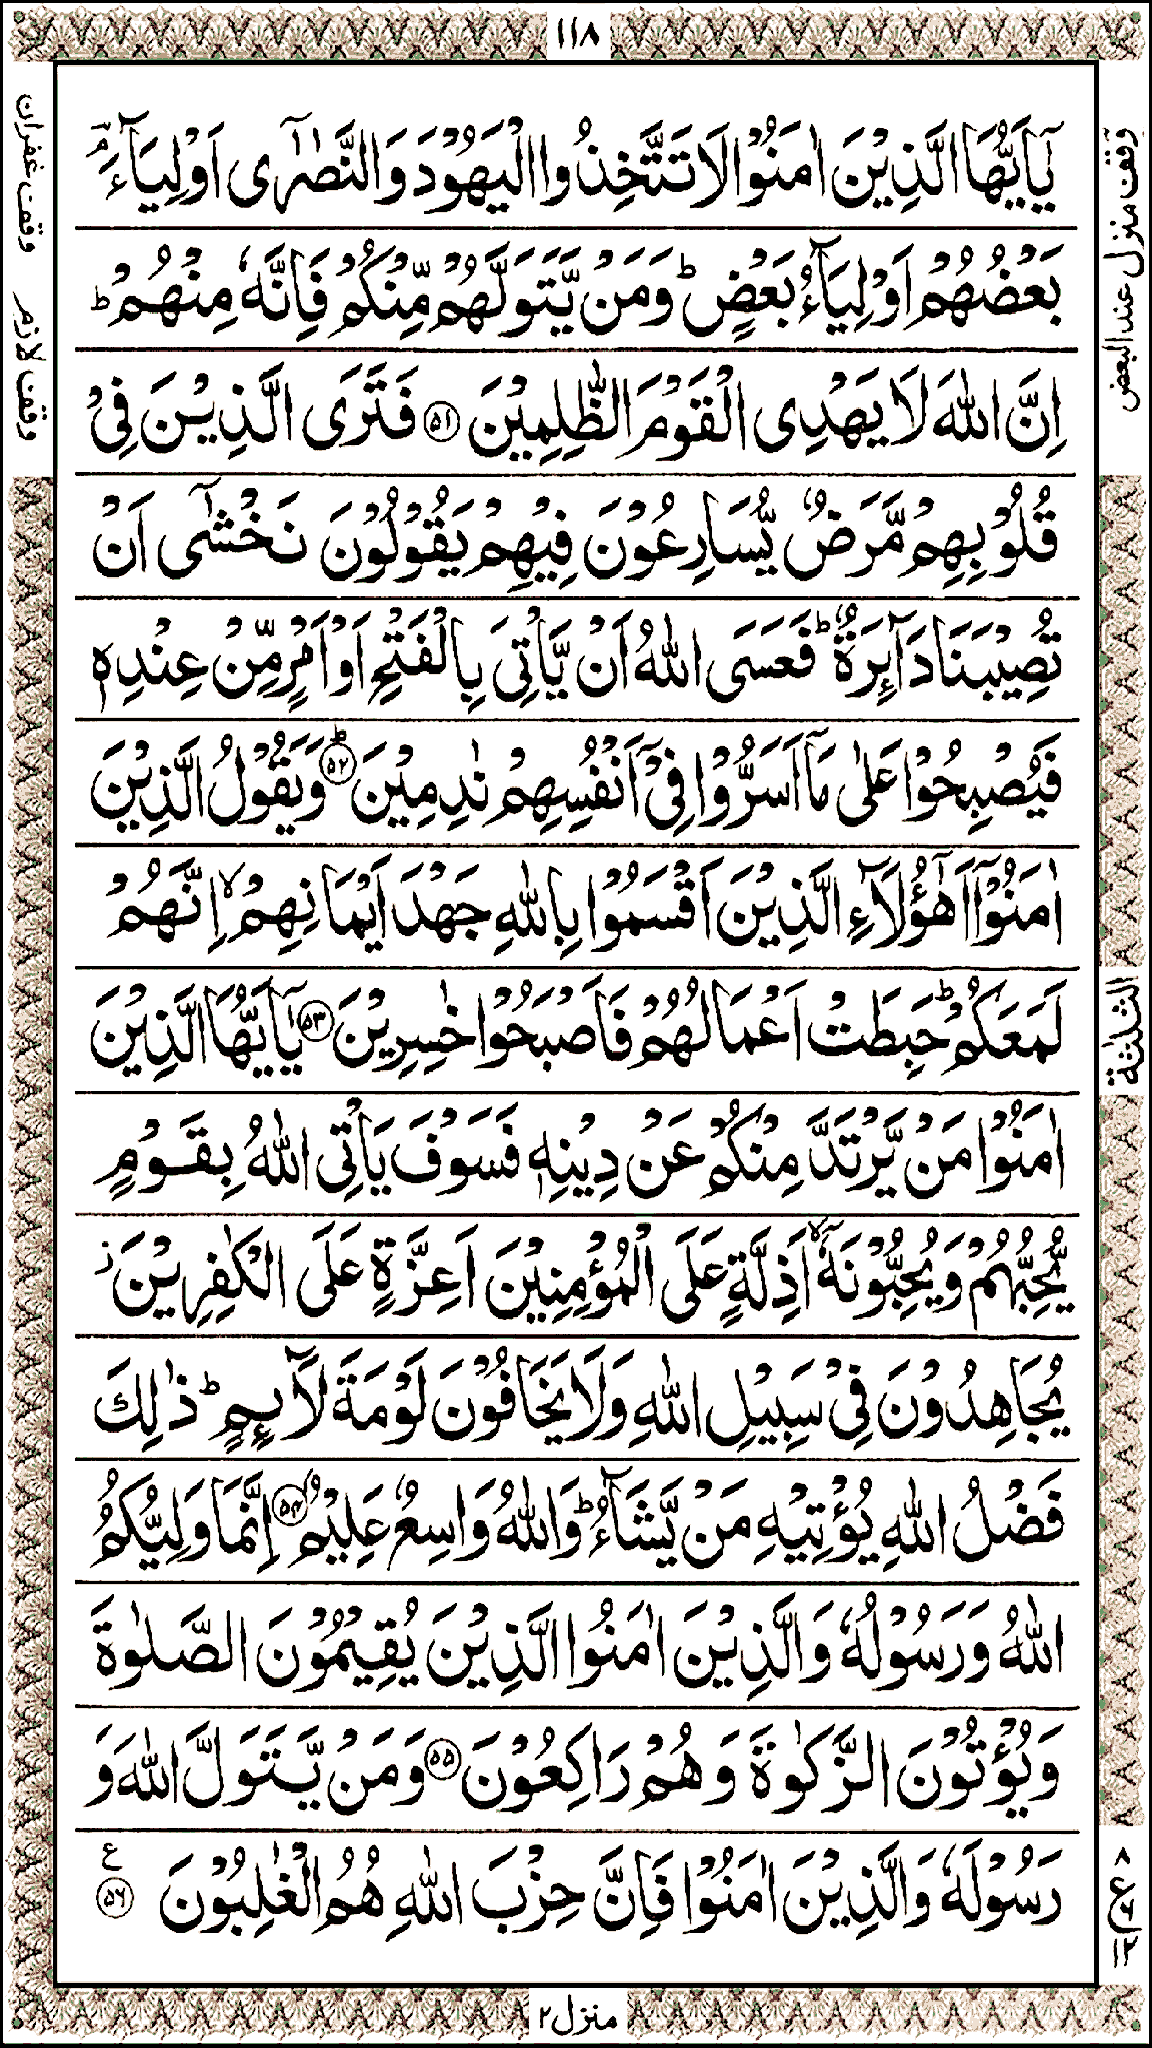 ١١٨
يٰٓاَيُّهَا الَّذِيْنَ اٰمَنُوْا لَا تَتَّخِذُوا الْيَهُوْدَ وَالنَّصٰرٰٓى اَوْلِيَآءَ ۘؔ
بَعْضُهُمْ اَوْلِيَآءُ بَعْضٍ ؕ وَمَنْ يَّتَوَلَّهُمْ مِّنْكُمْ فَاِنَّهٗ مِنْهُمْ ؕ
اِنَّ اللّٰهَ لَا يَهْدِى الْقَوْمَ الظّٰلِمِيْنَ ﴿۵۱﴾ فَتَرَى الَّذِيْنَ فِىْ
قُلُوْبِهِمْ مَّرَضٌ يُّسَارِعُوْنَ فِيْهِمْ يَقُوْلُوْنَ نَخْشٰٓى اَنْ
تُصِيْبَنَا دَآئِرَةٌ ؕ فَعَسَى اللّٰهُ اَنْ يَّاْتِىَ بِالْفَتْحِ اَوْ اَمْرٍ مِّنْ عِنْدِهٖ
فَيُصْبِحُوْا عَلٰى مَاۤ اَسَرُّوْا فِىْۤ اَنْفُسِهِمْ نٰدِمِيْنَ ؕ﴿۵۲﴾ وَيَقُوْلُ الَّذِيْنَ
اٰمَنُوْۤا اَهٰٓؤُلَآءِ الَّذِيْنَ اَقْسَمُوْا بِاللّٰهِ جَهْدَ اَيْمَانِهِمْ ۙ اِنَّهُمْ
لَمَعَكُمْ ؕ حَبِطَتْ اَعْمَالُهُمْ فَاَصْبَحُوْا خٰسِرِيْنَ ﴿۵۳﴾ يٰٓاَيُّهَا الَّذِيْنَ
اٰمَنُوْا مَنْ يَّرْتَدَّ مِنْكُمْ عَنْ دِيْنِهٖ فَسَوْفَ يَاْتِى اللّٰهُ بِقَوْمٍ
يُّحِبُّهُمْ وَيُحِبُّوْنَهٗۤ ۙ اَذِلَّةٍ عَلَى الْمُؤْمِنِيْنَ اَعِزَّةٍ عَلَى الْكٰفِرِيْنَ ز
يُجَاهِدُوْنَ فِىْ سَبِيْلِ اللّٰهِ وَلَا يَخَافُوْنَ لَوْمَةَ لَآئِمٍ ؕ ذٰلِكَ
فَضْلُ اللّٰهِ يُؤْتِيْهِ مَنْ يَّشَآءُ ؕ وَاللّٰهُ وَاسِعٌ عَلِيْمٌ ﴿۵۴﴾ اِنَّمَا وَلِيُّكُمُ
اللّٰهُ وَرَسُوْلُهٗ وَالَّذِيْنَ اٰمَنُوا الَّذِيْنَ يُقِيْمُوْنَ الصَّلٰوةَ
وَيُؤْتُوْنَ الزَّكٰوةَ وَهُمْ رَاكِعُوْنَ ﴿۵۵﴾ وَمَنْ يَّتَوَلَّ اللّٰهَ وَ
رَسُوْلَهٗ وَالَّذِيْنَ اٰمَنُوْا فَاِنَّ حِزْبَ اللّٰهِ هُمُ الْغٰلِبُوْنَ ﴿۵۶﴾ ع
وقف منزل عند البعض
وقف غفران
وقف لازم
الثلثة
٨
ع
٦
١٢
منزل ٢